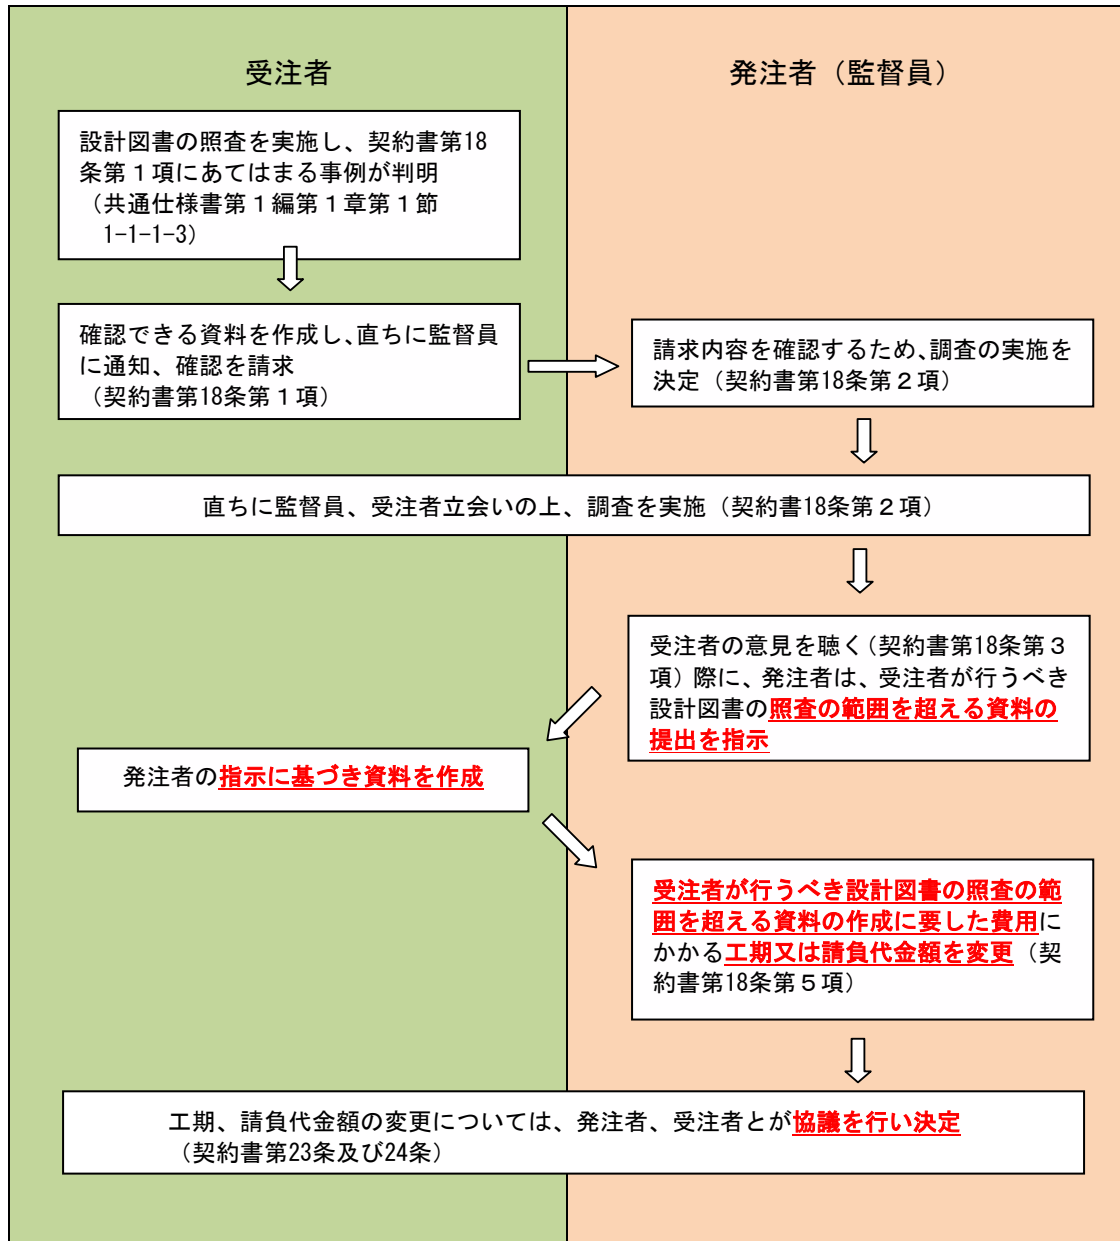 受注者
発注者（監督員）
設計図書の照査を実施し、契約書第18
条第１項にあてはまる事例が判明
（共通仕様書第１編第１章第１節
1-1-1-3）
確認できる資料を作成し、直ちに監督員
に通知、確認を請求
（契約書第18条第１項）
請求内容を確認するため、調査の実施を
決定（契約書第18条第２項）
直ちに監督員、受注者立会いの上、調査を実施（契約書18条第２項）
受注者の意見を聴く（契約書第18条第３
項）際に、発注者は、受注者が行うべき
設計図書の照査の範囲を超える資料の
提出を指示
発注者の指示に基づき資料を作成
受注者が行うべき設計図書の照査の範
囲を超える資料の作成に要した費用に
かかる工期又は請負代金額を変更（契
約書第18条第５項）
工期、請負代金額の変更については、発注者、受注者とが協議を行い決定
（契約書第23条及び24条）